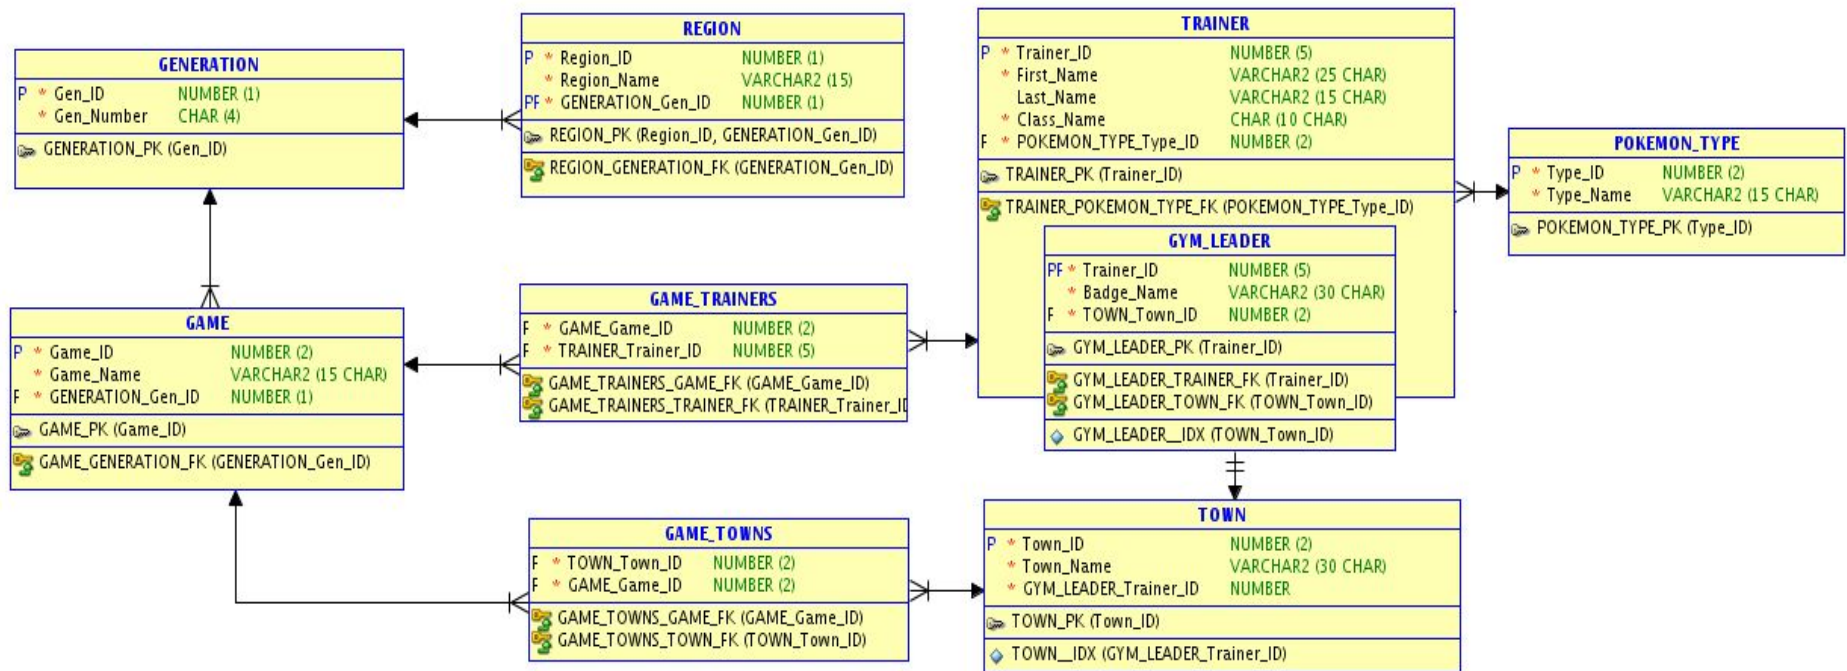 GENERATION
P * Gen_ID NUMBER (1)
* Gen_Number CHAR (4)
GENERATION_PK (Gen_ID)
REGION
P * Region_ID NUMBER (1)
* Region_Name VARCHAR2 (15)
PF * GENERATION_Gen_ID NUMBER (1)
REGION_PK (Region_ID, GENERATION_Gen_ID)
REGION_GENERATION_FK (GENERATION_Gen_ID)
TRAINER
P * Trainer_ID NUMBER (5)
* First_Name VARCHAR2 (25 CHAR)
Last_Name VARCHAR2 (15 CHAR)
* Class_Name CHAR (10 CHAR)
F * POKEMON_TYPE_Type_ID NUMBER (2)
TRAINER_PK (Trainer_ID)
TRAINER_POKEMON_TYPE_FK (POKEMON_TYPE_Type_ID)
POKEMON_TYPE
P * Type_ID NUMBER (2)
* Type_Name VARCHAR2 (15 CHAR)
POKEMON_TYPE_PK (Type_ID)
GYM_LEADER
PF * Trainer_ID NUMBER (5)
* Badge_Name VARCHAR2 (30 CHAR)
F * TOWN_Town_ID NUMBER (2)
GYM_LEADER_PK (Trainer_ID)
GYM_LEADER_TRAINER_FK (Trainer_ID)
GYM_LEADER_TOWN_FK (TOWN_Town_ID)
GYM_LEADER__IDX (TOWN_Town_ID)
GAME
P * Game_ID NUMBER (2)
* Game_Name VARCHAR2 (15 CHAR)
F * GENERATION_Gen_ID NUMBER (1)
GAME_PK (Game_ID)
GAME_GENERATION_FK (GENERATION_Gen_ID)
GAME_TRAINERS
F * GAME_Game_ID NUMBER (2)
F * TRAINER_Trainer_ID NUMBER (5)
GAME_TRAINERS_GAME_FK (GAME_Game_ID)
GAME_TRAINERS_TRAINER_FK (TRAINER_Trainer_ID
GAME_TOWNS
F * TOWN_Town_ID NUMBER (2)
F * GAME_Game_ID NUMBER (2)
GAME_TOWNS_GAME_FK (GAME_Game_ID)
GAME_TOWNS_TOWN_FK (TOWN_Town_ID)
TOWN
P * Town_ID NUMBER (2)
* Town_Name VARCHAR2 (30 CHAR)
* GYM_LEADER_Trainer_ID NUMBER
TOWN_PK (Town_ID)
TOWN__IDX (GYM_LEADER_Trainer_ID)